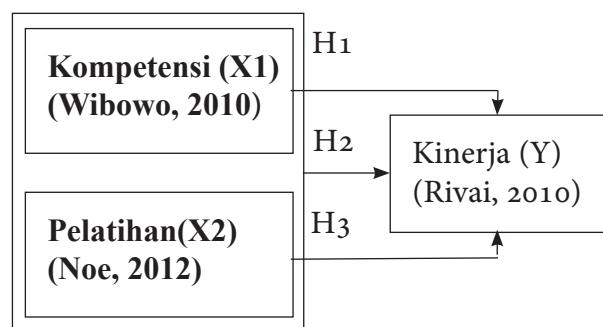 Kompetensi (X1)
(Wibowo, 2010)
H1
H2
Kinerja (Y)
(Rivai, 2010)
Pelatihan(X2)
(Noe, 2012)
H3